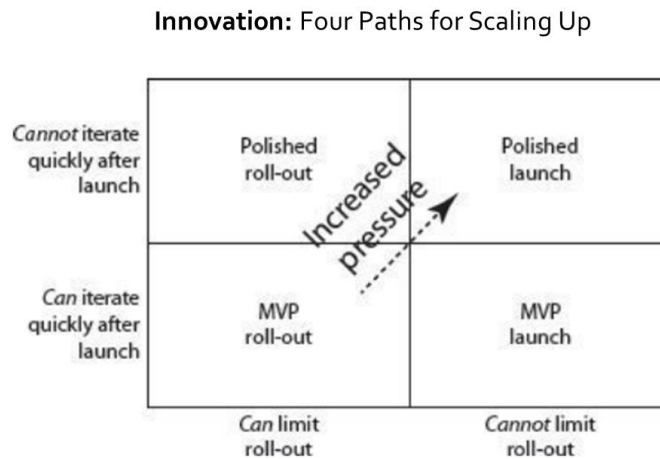 Innovation: Four Paths for Scaling Up
Cannot iterate
quickly after
launch
Polished
roll-out
Polished
launch
Increased
pressure
Can iterate
quickly after
launch
MVP
roll-out
MVP
launch
Can limit
roll-out
Cannot limit
roll-out